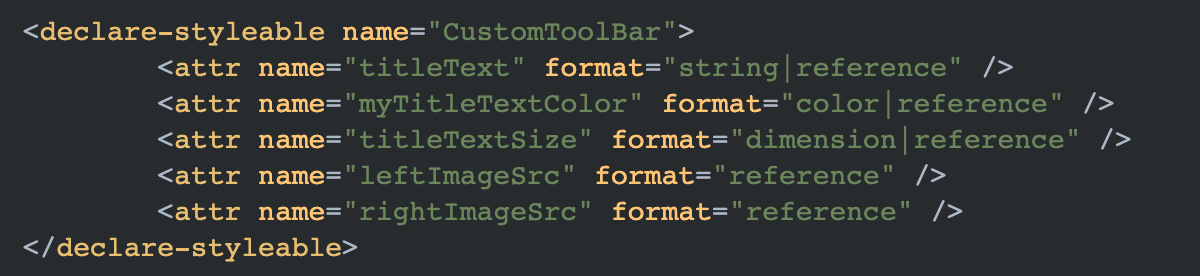 <declare-styleable name="CustomToolBar">
        <attr name="titleText" format="string|reference" />
        <attr name="myTitleTextColor" format="color|reference" />
        <attr name="titleTextSize" format="dimension|reference" />
        <attr name="leftImageSrc" format="reference" />
        <attr name="rightImageSrc" format="reference" />
</declare-styleable>